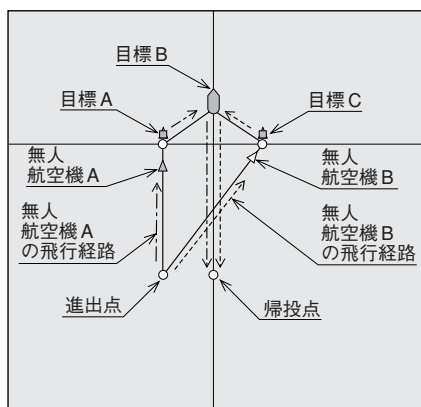 目標B
目標A
目標C
無人
航空機A
無人
航空機B
無人
航空機A
の飛行経路
無人
航空機B
の飛行経路
進出点
帰投点